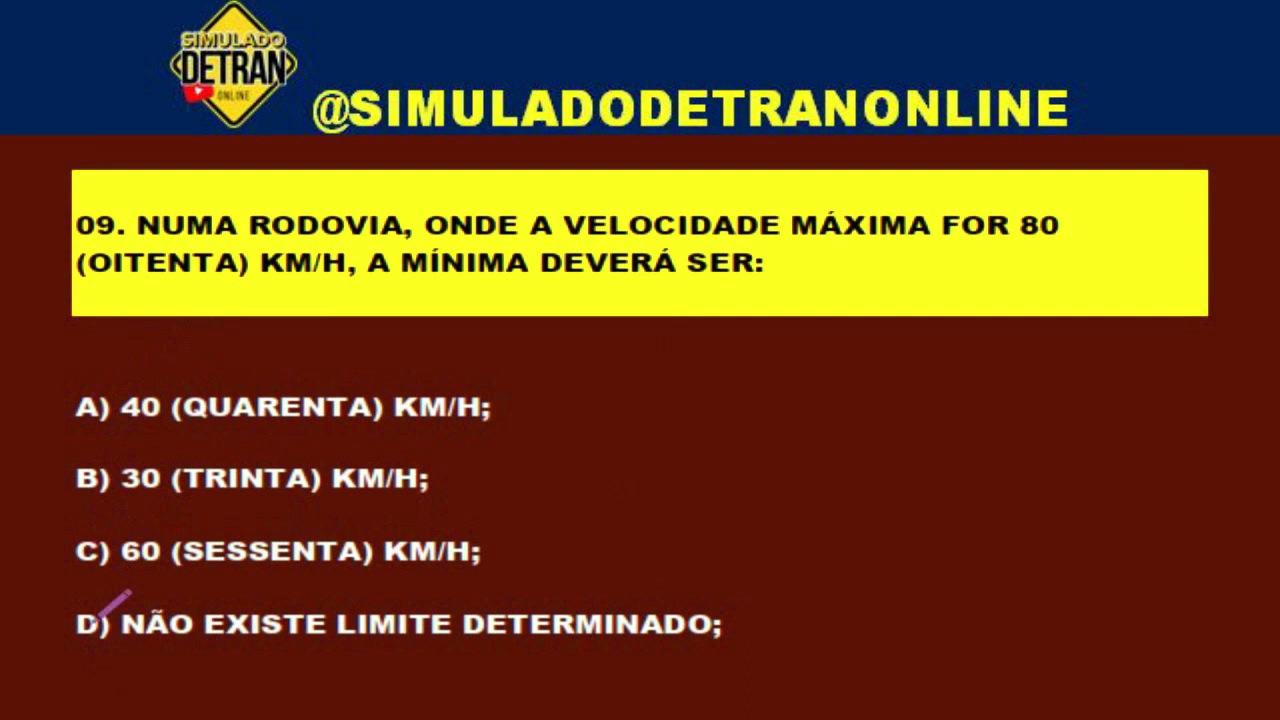 SIMULADO
DETRAN
ONLINE
@SIMULADODETRANONLINE
09. NUMA RODOVIA, ONDE A VELOCIDADE MÁXIMA FOR 80
(OITENTA) KM/H, A MÍNIMA DEVERÁ SER:
A) 40 (QUARENTA) KM/H;
B) 30 (TRINTA) KM/H;
C) 60 (SESSENTA) KM/H;
D) NÃO EXISTE LIMITE DETERMINADO;